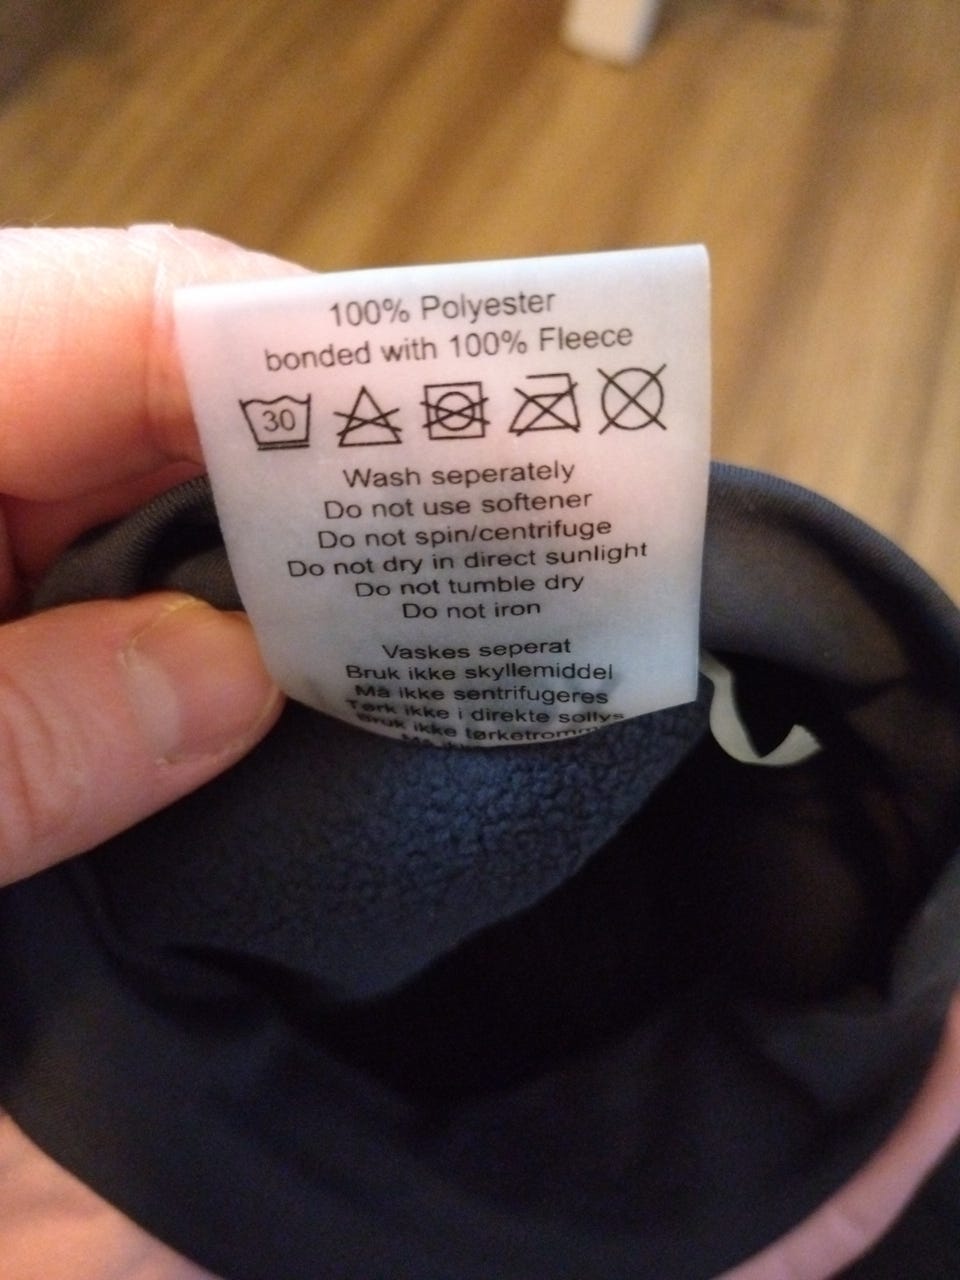 100% Polyester
bonded with 100% Fleece
30
Wash seperately
Do not use softener
Do not spin/centrifuge
Do not dry in direct sunlight
Do not tumble dry
Do not iron
Vaskes seperat
Bruk ikke skyllemiddel
Må ikke sentrifugeres
Tørk ikke i direkte sollys
Bruk ikke